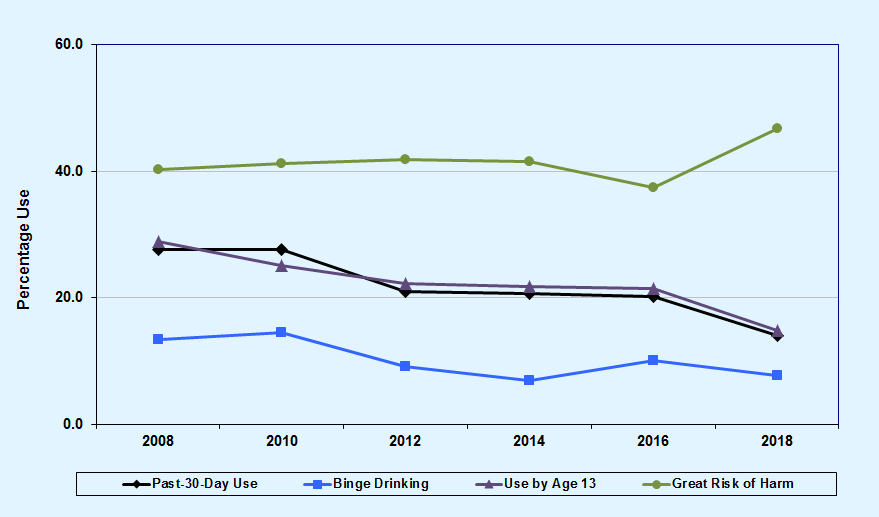 60.0
40.0
20.0
0.0
Percentage Use
2008 2010 2012 2014 2016 2018
Past-30-Day Use Binge Drinking Use by Age 13 Great Risk of Harm